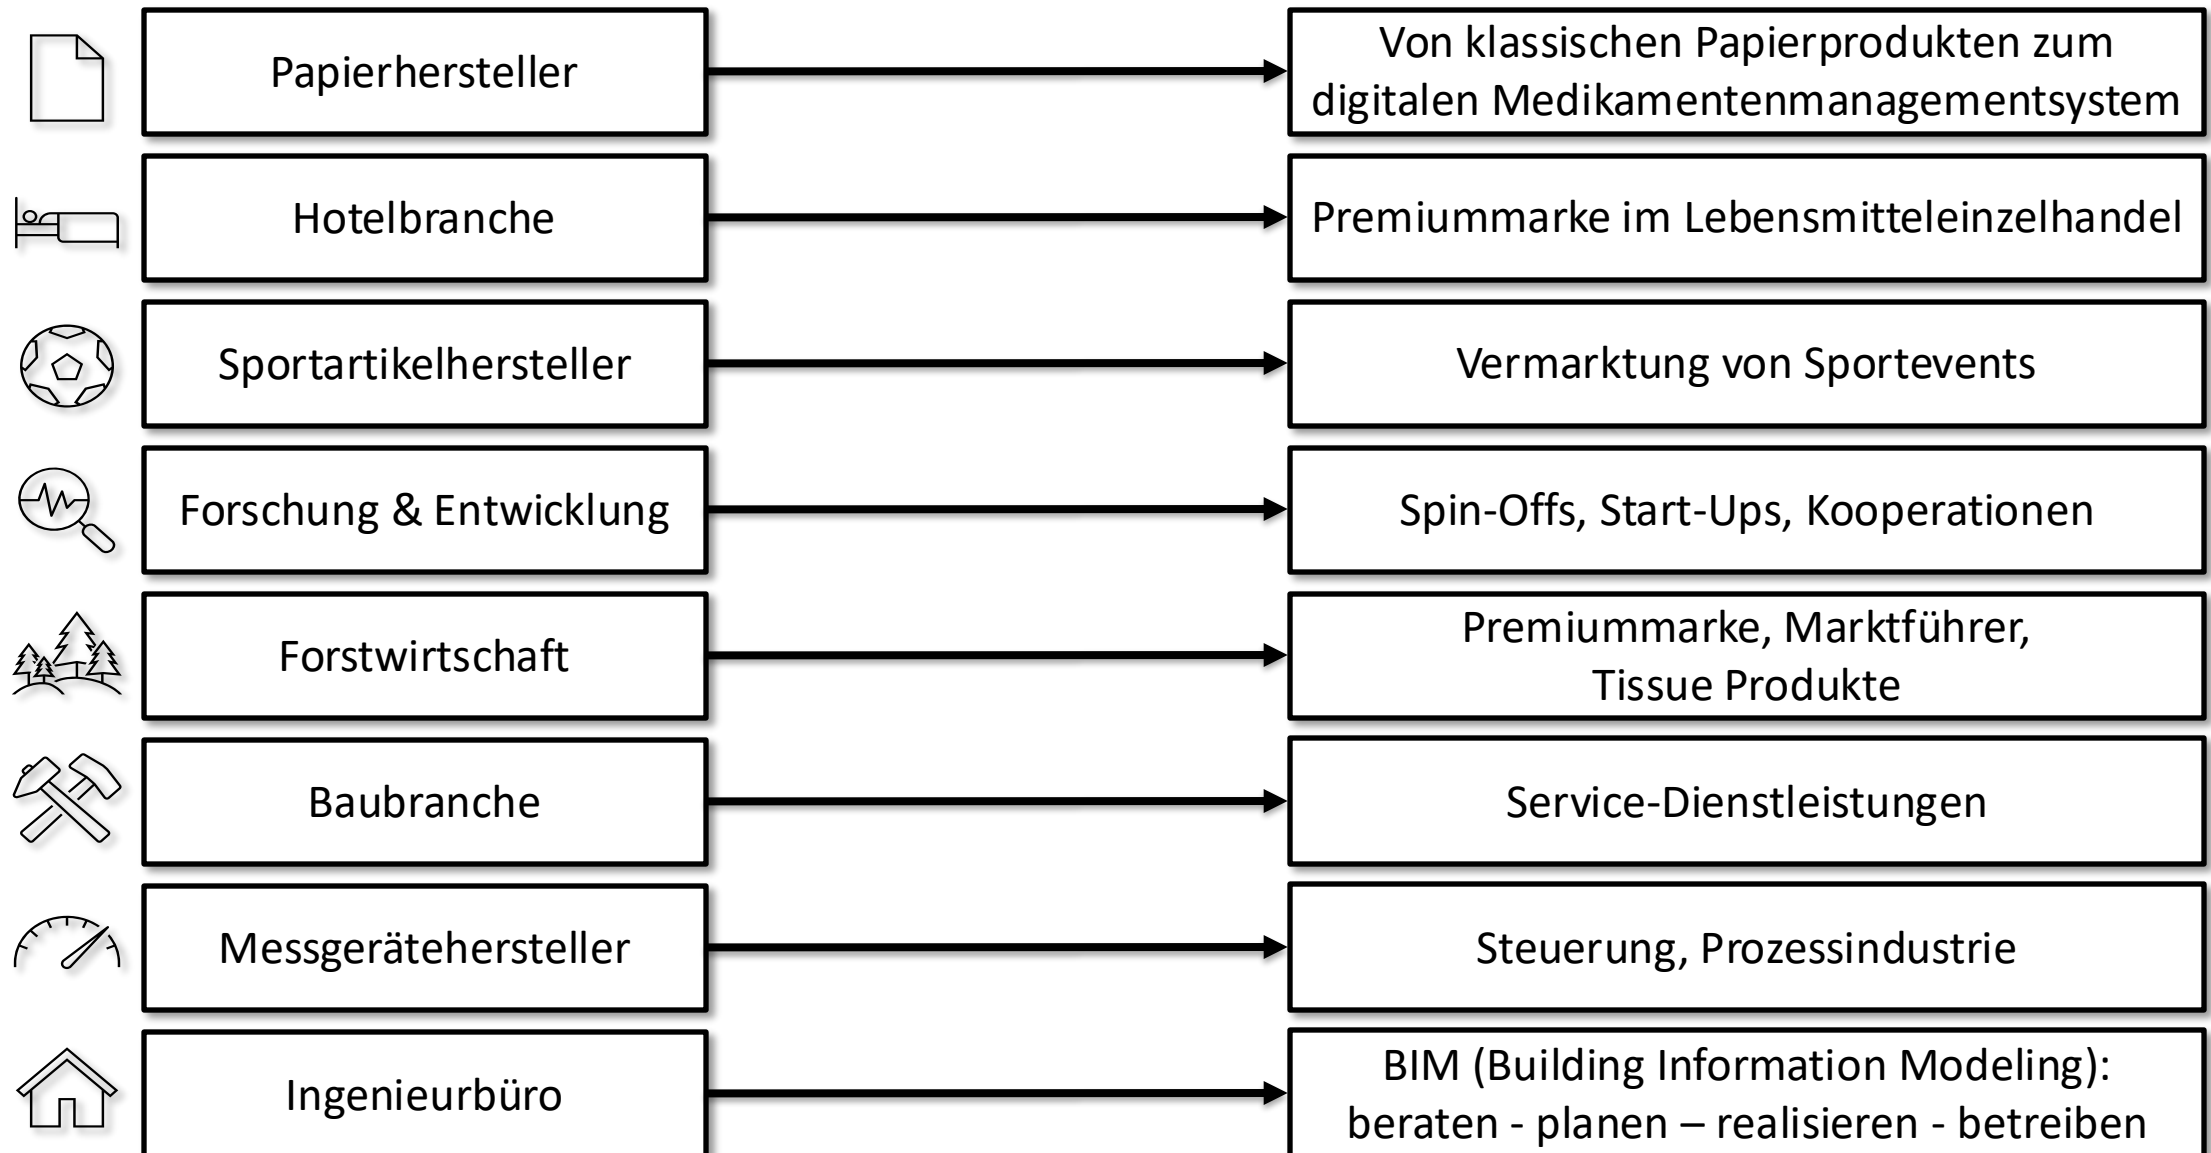 Papierhersteller
Von klassischen Papierprodukten zum
digitalen Medikamentenmanagementsystem
Hotelbranche
Premiummarke im Lebensmitteleinzelhandel
Sportartikelhersteller
Vermarktung von Sportevents
Forschung & Entwicklung
Spin-Offs, Start-Ups, Kooperationen
Forstwirtschaft
Premiummarke, Marktführer,
Tissue Produkte
Baubranche
Service-Dienstleistungen
Messgerätehersteller
Steuerung, Prozessindustrie
Ingenieurbüro
BIM (Building Information Modeling):
beraten - planen – realisieren - betreiben